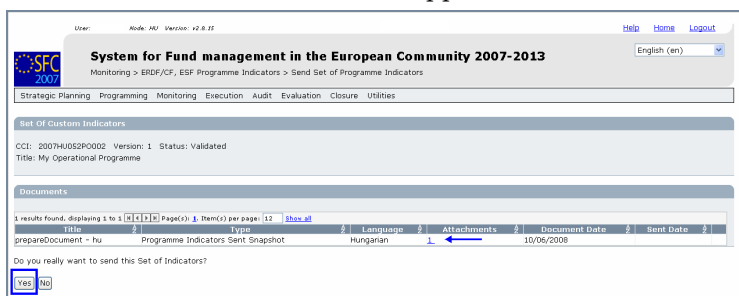 User: Node: HU Version: v2.8.15 Help Home Logout
SFC 2007
System for Fund management in the European Community 2007-2013
English (en)
Monitoring > ERDF/CF, ESF Programme Indicators > Send Set of Programme Indicators
Strategic Planning Programming Monitoring Execution Audit Evaluation Closure Utilities
Set Of Custom Indicators
CCI: 2007HU052PO002 Version: 1 Status: Validated
Title: My Operational Programme
Documents
1 results found, displaying 1 to 1 Page(s): 1. Item(s) per page: 12 Show all
Title Type Language Attachments Document Date Sent Date
prepareDocument - hu Programme Indicators Sent Snapshot Hungarian 1 10/06/2008
Do you really want to send this Set of Indicators?
Yes No